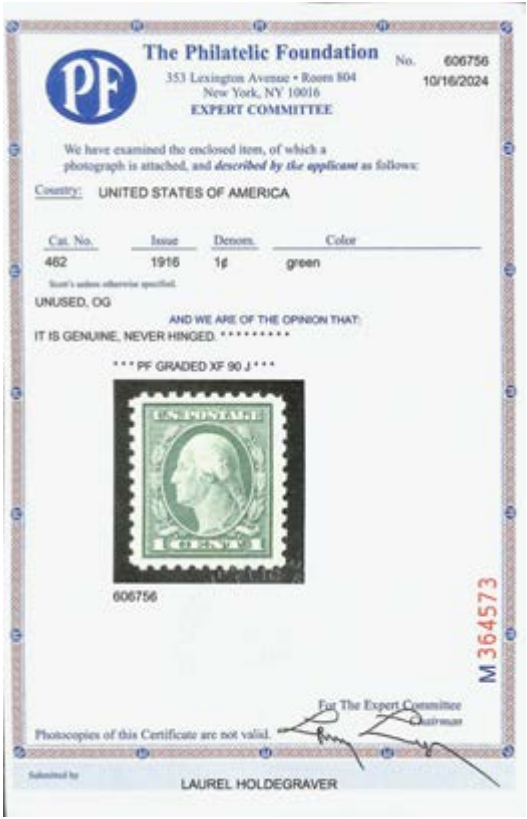 PF
The Philatelic Foundation
No. 606756
353 Lexington Avenue • Room 804
10/16/2024
New York, NY 10016
EXPERT COMMITTEE
We have examined the enclosed item, of which a
photograph is attached, and described by the applicant as follows:
Country: UNITED STATES OF AMERICA
Cat. No. Issue Denom. Color
462 1916 1¢ green
Scott's unless otherwise specified.
UNUSED, OG
AND WE ARE OF THE OPINION THAT:
IT IS GENUINE, NEVER HINGED. * * * * * * * * *
* * * PF GRADED XF 90 J * * *
U.S. POSTAGE
1 CENT 1
606756
M 364573
For The Expert Committee
Chairman
Photocopies of this Certificate are not valid.
Submitted by
LAUREL HOLDEGRAVER